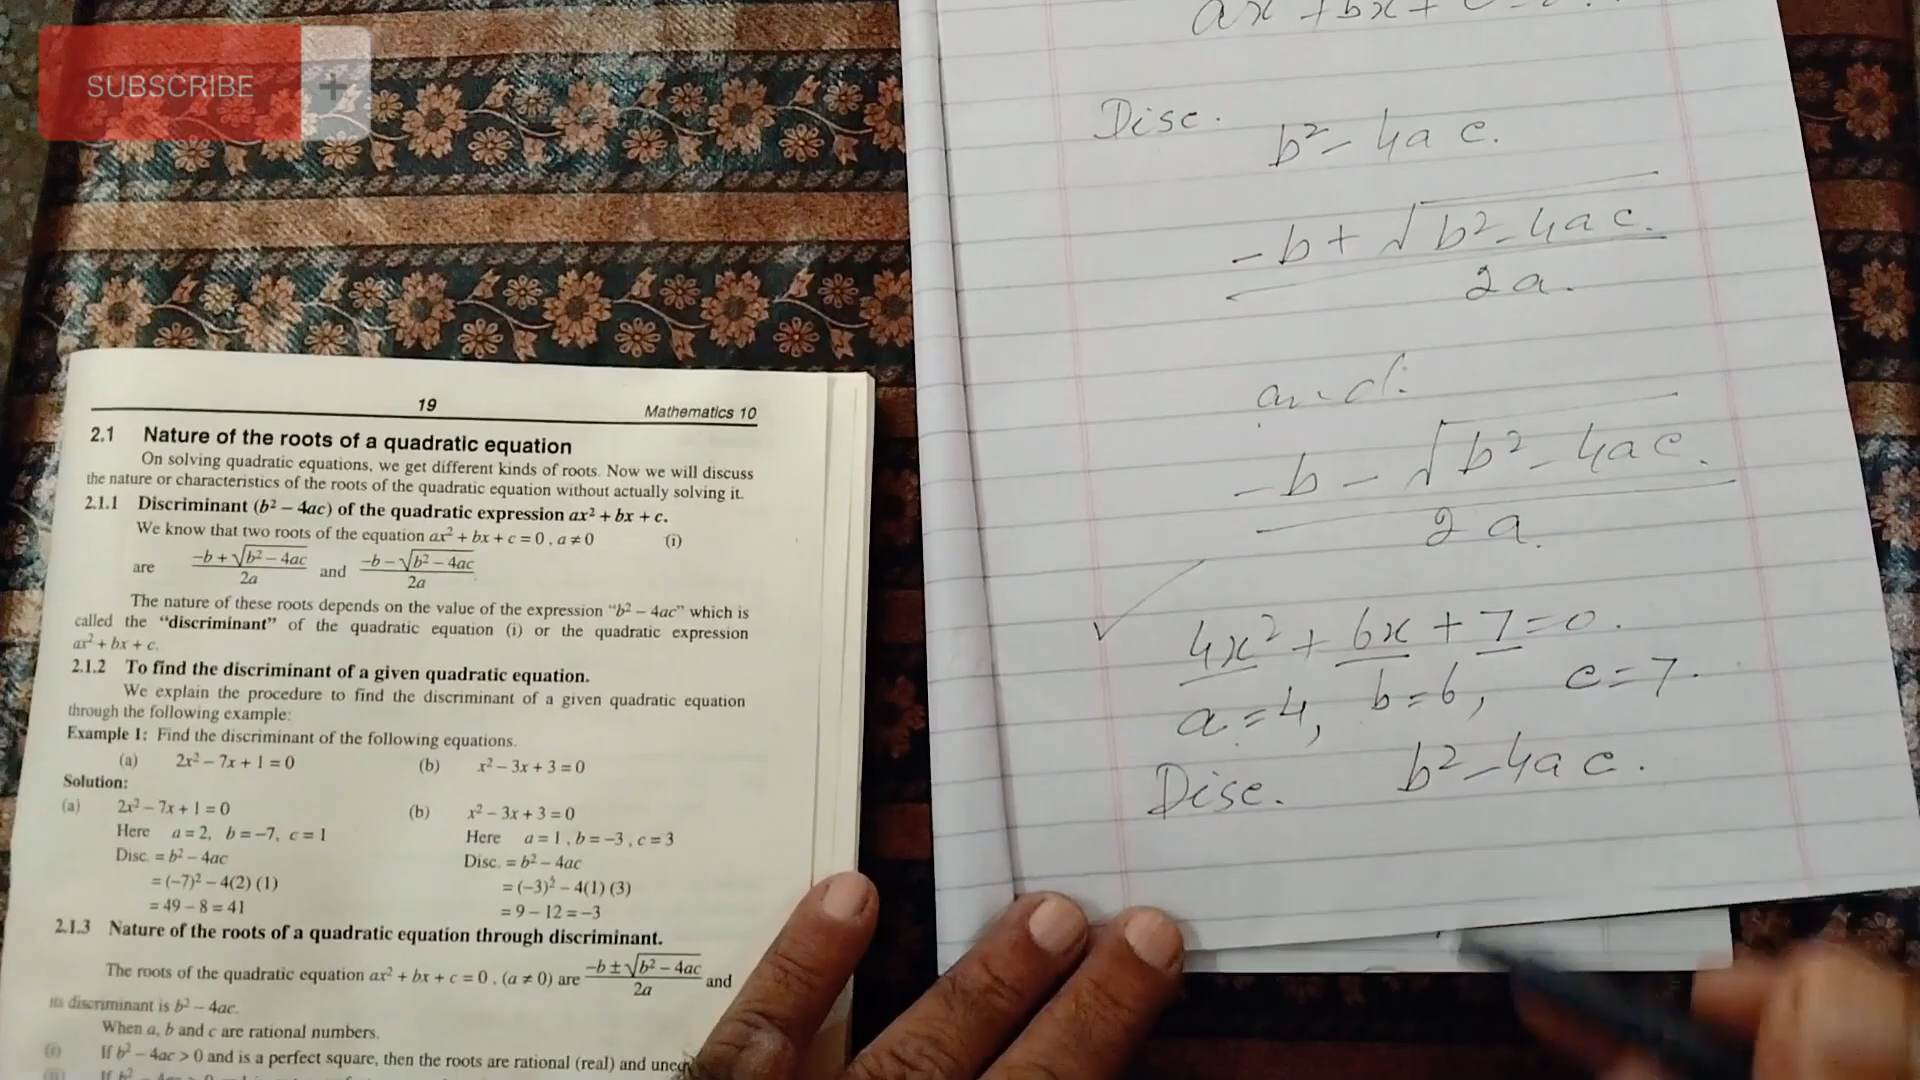 SUBSCRIBE +
19
Mathematics 10
2.1 Nature of the roots of a quadratic equation
On solving quadratic equations, we get different kinds of roots. Now we will discuss
the nature or characteristics of the roots of the quadratic equation without actually solving it.
2.1.1 Discriminant (b² – 4ac) of the quadratic expression ax² + bx + c.
We know that two roots of the equation ax² + bx + c = 0 , a ≠ 0 (i)
are (–b + √(b² – 4ac))/2a and (–b – √(b² – 4ac))/2a
The nature of these roots depends on the value of the expression “b² – 4ac” which is
called the “discriminant” of the quadratic equation (i) or the quadratic expression
ax² + bx + c.
2.1.2 To find the discriminant of a given quadratic equation.
We explain the procedure to find the discriminant of a given quadratic equation
through the following example:
Example 1: Find the discriminant of the following equations.
(a) 2x² – 7x + 1 = 0 (b) x² – 3x + 3 = 0
Solution:
(a) 2x² – 7x + 1 = 0 (b) x² – 3x + 3 = 0
Here a = 2, b = –7, c = 1 Here a = 1 , b = –3 , c = 3
Disc. = b² – 4ac Disc. = b² – 4ac
= (–7)² – 4(2) (1) = (–3)² – 4(1) (3)
= 49 – 8 = 41 = 9 – 12 = –3
2.1.3 Nature of the roots of a quadratic equation through discriminant.
The roots of the quadratic equation ax² + bx + c = 0 , (a ≠ 0) are (–b ± √(b² – 4ac))/2a and
its discriminant is b² – 4ac.
When a, b and c are rational numbers.
(i) If b² – 4ac > 0 and is a perfect square, then the roots are rational (real) and
Disc. b² – 4ac.
(–b + √(b² – 4ac))/2a.
and
(–b – √(b² – 4ac))/2a.
4x² + 6x + 7 = 0.
a = 4, b = 6, c = 7.
Disc. b² – 4ac.